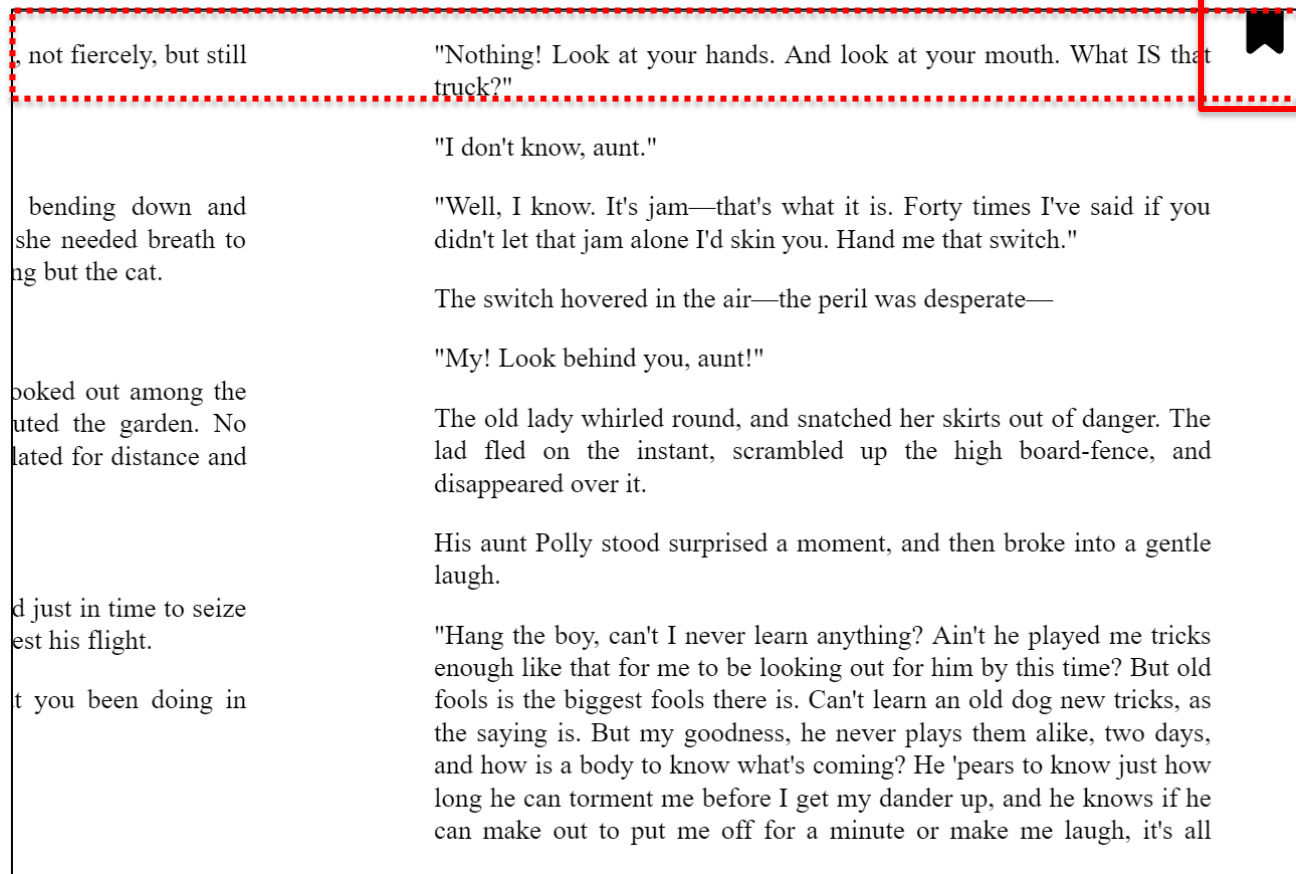 , not fiercely, but still
bending down and
she needed breath to
ng but the cat.
ooked out among the
uted the garden. No
lated for distance and
d just in time to seize
est his flight.
t you been doing in
"Nothing! Look at your hands. And look at your mouth. What IS that
truck?"
"I don't know, aunt."
"Well, I know. It's jam—that's what it is. Forty times I've said if you
didn't let that jam alone I'd skin you. Hand me that switch."
The switch hovered in the air—the peril was desperate—
"My! Look behind you, aunt!"
The old lady whirled round, and snatched her skirts out of danger. The
lad fled on the instant, scrambled up the high board-fence, and
disappeared over it.
His aunt Polly stood surprised a moment, and then broke into a gentle
laugh.
"Hang the boy, can't I never learn anything? Ain't he played me tricks
enough like that for me to be looking out for him by this time? But old
fools is the biggest fools there is. Can't learn an old dog new tricks, as
the saying is. But my goodness, he never plays them alike, two days,
and how is a body to know what's coming? He 'pears to know just how
long he can torment me before I get my dander up, and he knows if he
can make out to put me off for a minute or make me laugh, it's all